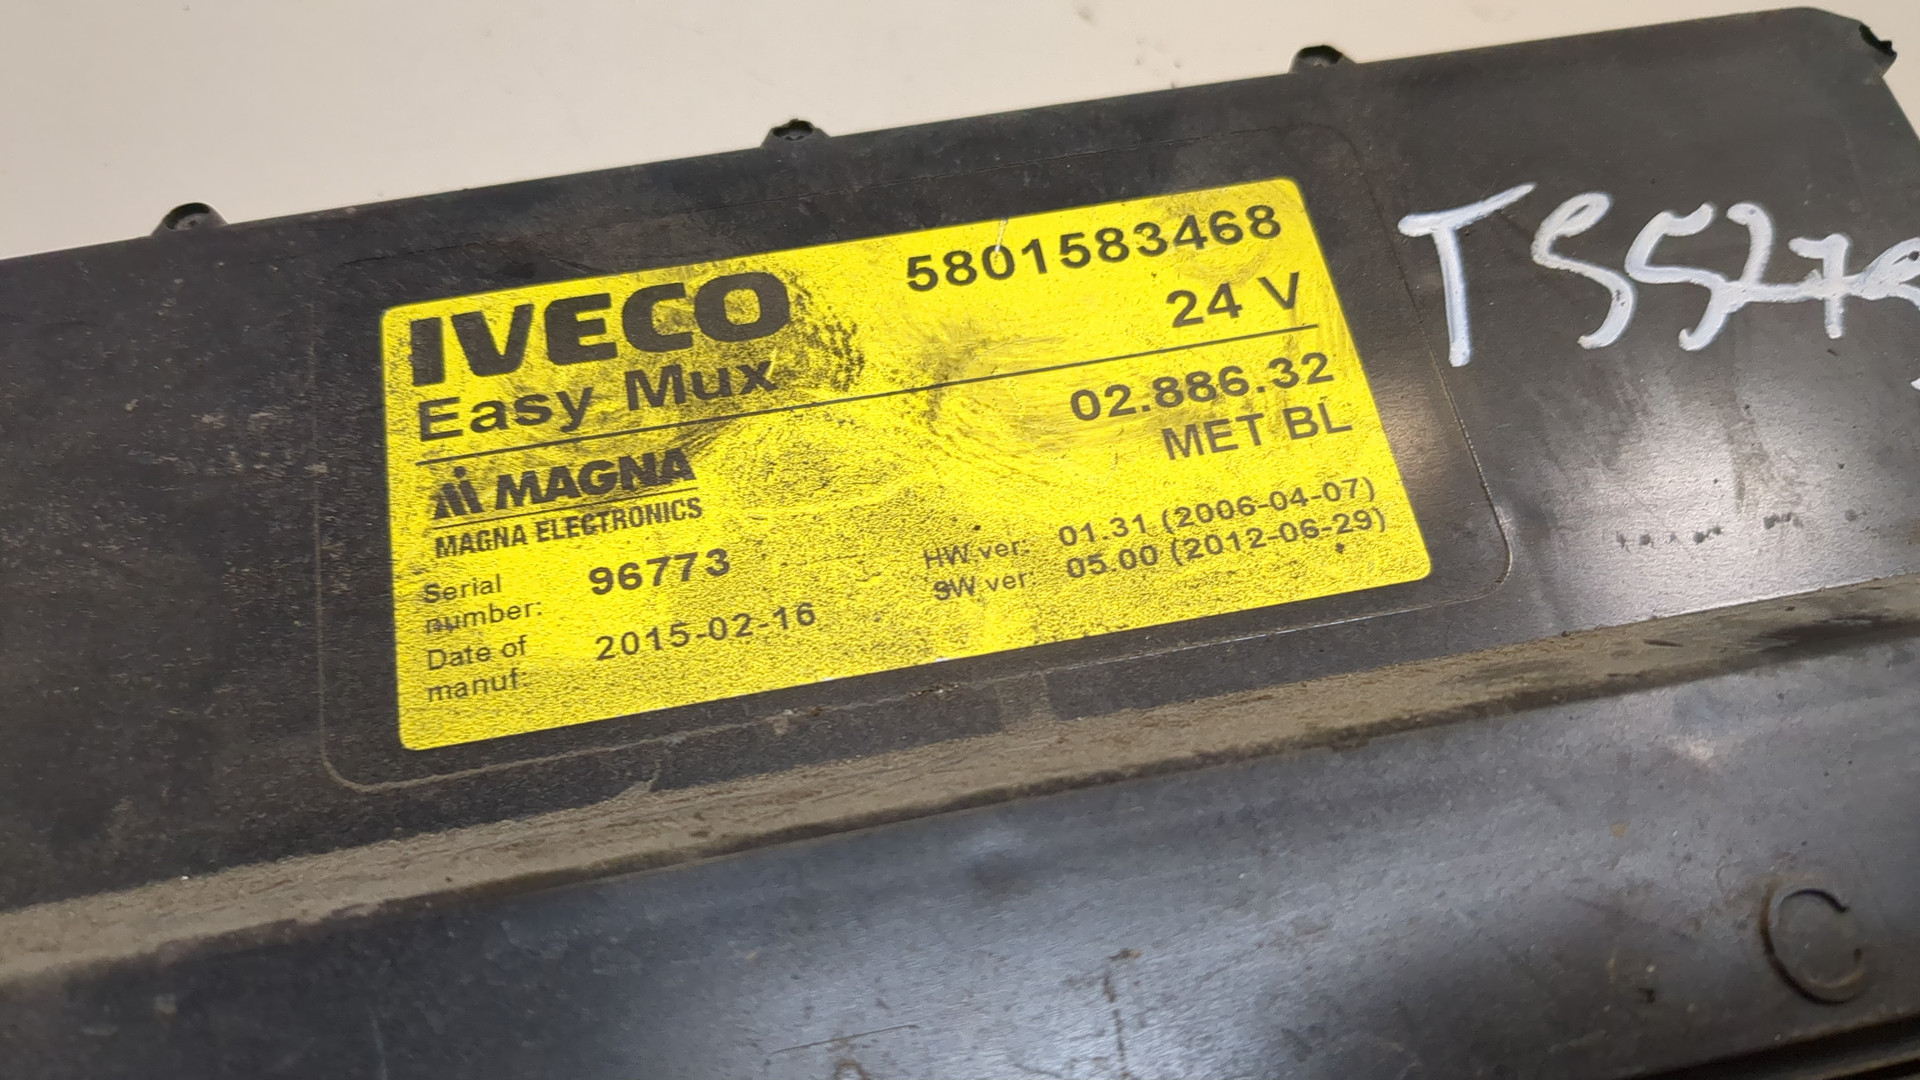 IVECO
Easy Mux
5801583468
24 V
MAGNA
MAGNA ELECTRONICS
02.886.32
MET BL
Serial number: 96773
Date of manuf: 2015-02-16
HW ver: 01.31 (2006-04-07)
SW ver: 05.00 (2012-06-29)
C